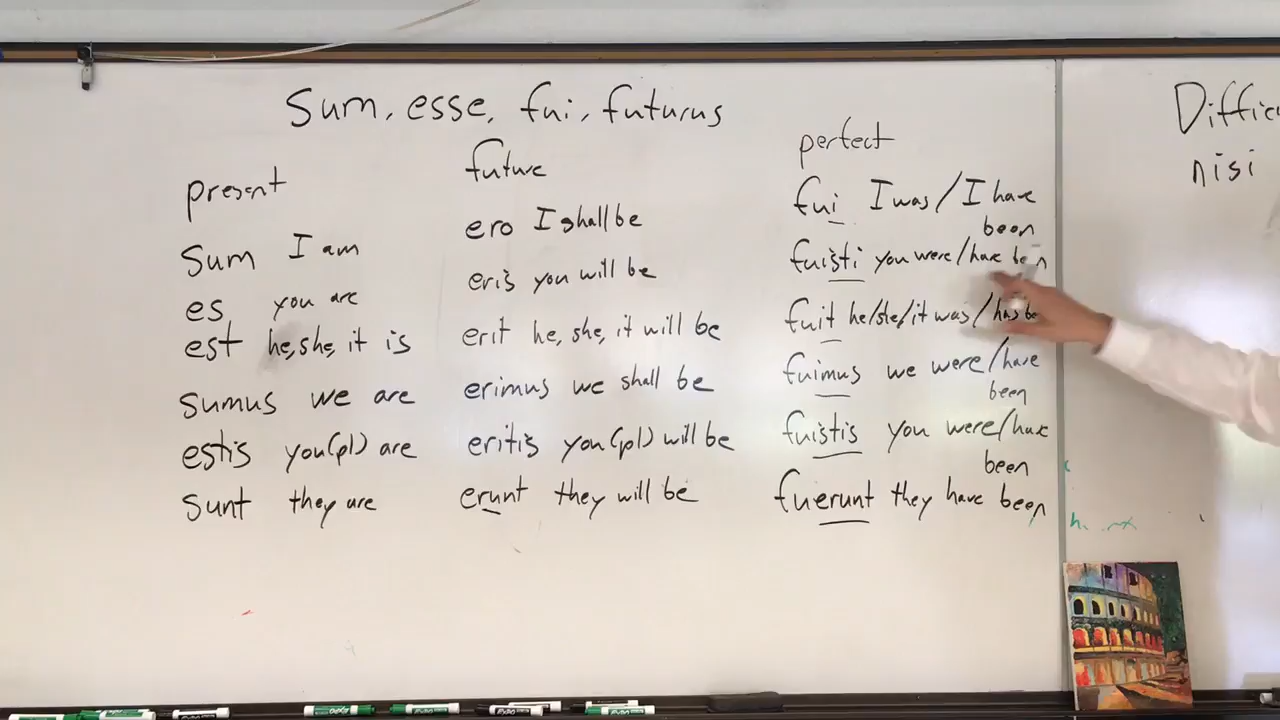 Sum, esse, fui, futurus
present
Sum I am
es you are
est he, she, it is
sumus we are
estis you(pl) are
sunt they are
future
ero I shall be
eris you will be
erit he, she, it will be
erimus we shall be
eritis you(pl) will be
erunt they will be
perfect
fui I was/I have
been
fuisti you were/have been
fuit he/she/it was/has be
fuimus we were/have
been
fuistis you were/have
been
fuerunt they have been
Diffic
nisi
EXPO